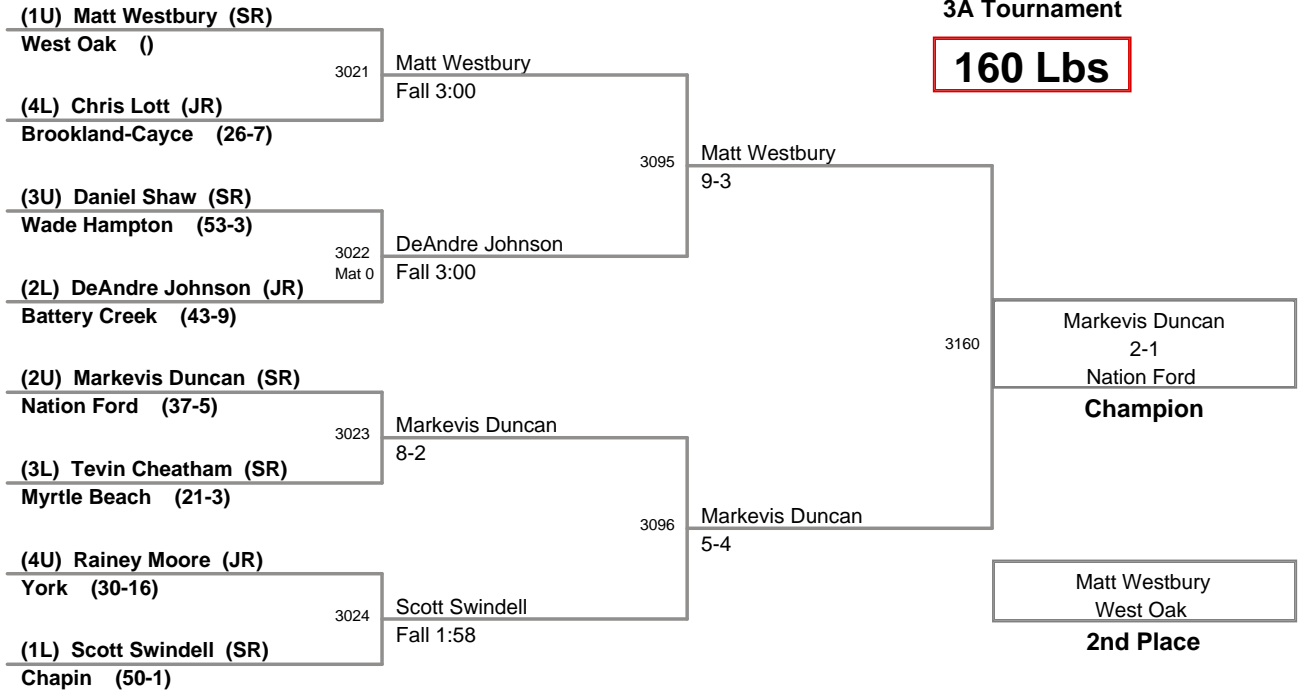 3A Tournament
160 Lbs
(1U) Matt Westbury (SR)
West Oak ()
3021
(4L) Chris Lott (JR)
Brookland-Cayce (26-7)
Matt Westbury
Fall 3:00
(3U) Daniel Shaw (SR)
Wade Hampton (53-3)
3022
Mat 0
(2L) DeAndre Johnson (JR)
Battery Creek (43-9)
DeAndre Johnson
Fall 3:00
3095
Matt Westbury
9-3
(2U) Markevis Duncan (SR)
Nation Ford (37-5)
3023
(3L) Tevin Cheatham (SR)
Myrtle Beach (21-3)
Markevis Duncan
8-2
(4U) Rainey Moore (JR)
York (30-16)
3024
(1L) Scott Swindell (SR)
Chapin (50-1)
Scott Swindell
Fall 1:58
3096
Markevis Duncan
5-4
3160
Markevis Duncan
2-1
Nation Ford
Champion
Matt Westbury
West Oak
2nd Place